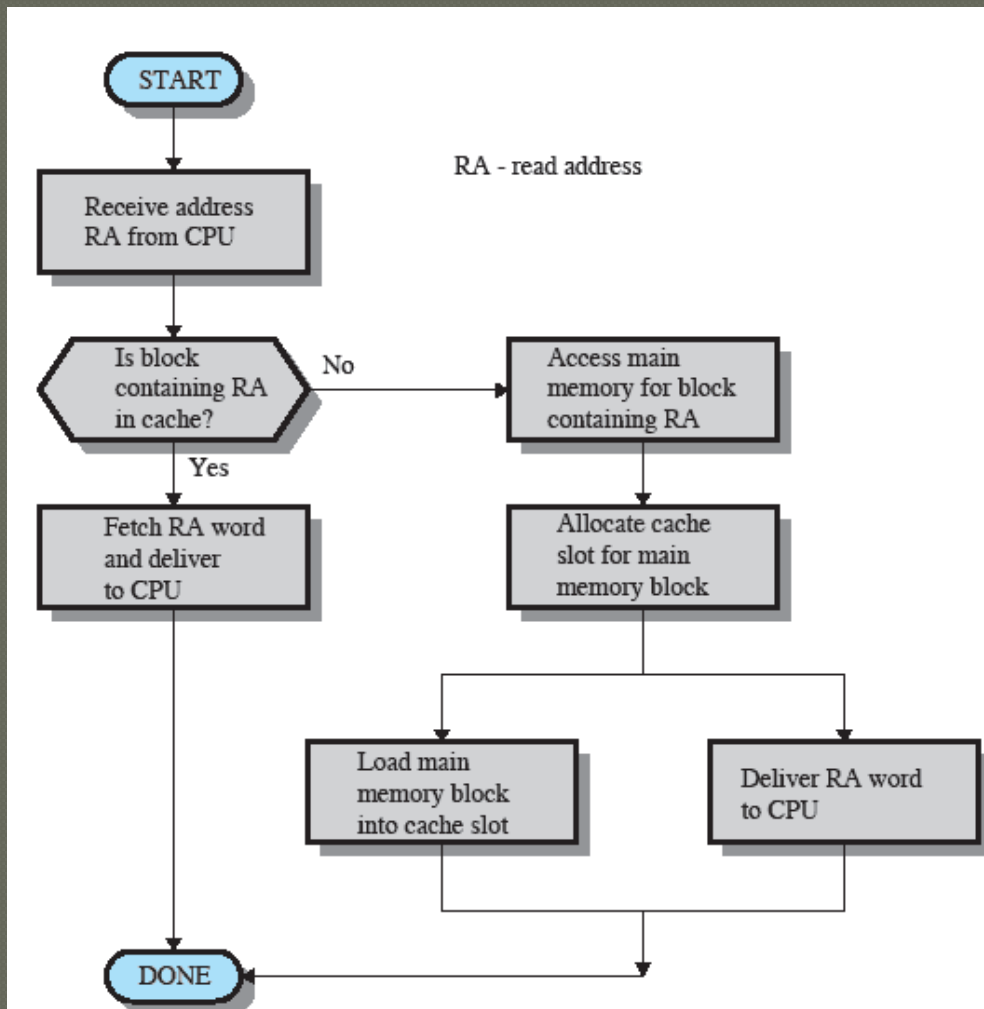 START
RA - read address
Receive address
RA from CPU
Is block
containing RA
in cache?
No
Access main
memory for block
containing RA
Yes
Fetch RA word
and deliver
to CPU
Allocate cache
slot for main
memory block
Load main
memory block
into cache slot
Deliver RA word
to CPU
DONE